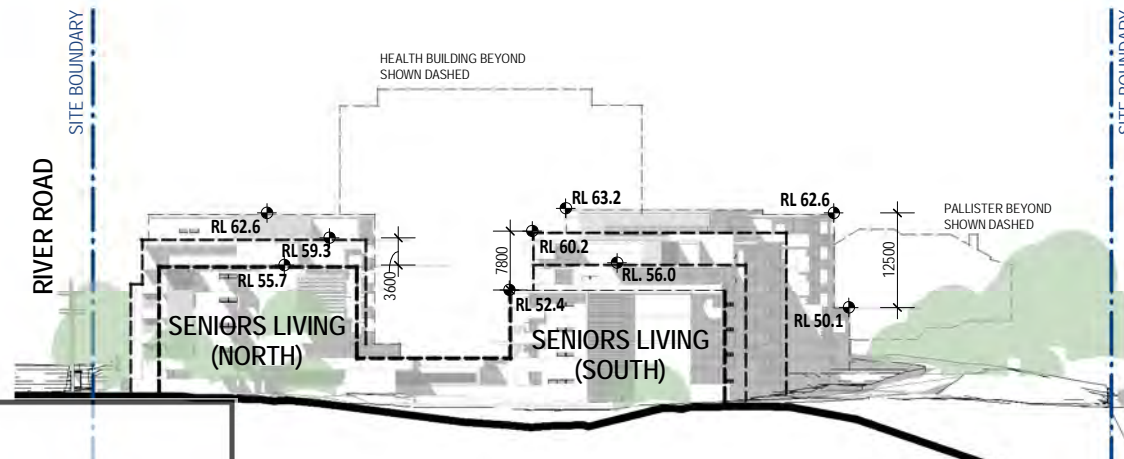 SITE BOUNDARY
SITE BOUNDARY
HEALTH BUILDING BEYOND
SHOWN DASHED
RIVER ROAD
RL 62.6
RL 59.3
RL 55.7
3600
RL 63.2
RL 62.6
RL 60.2
7800
RL. 56.0
RL 52.4
PALLISTER BEYOND
SHOWN DASHED
12500
RL 50.1
SENIORS LIVING
(NORTH)
SENIORS LIVING
(SOUTH)